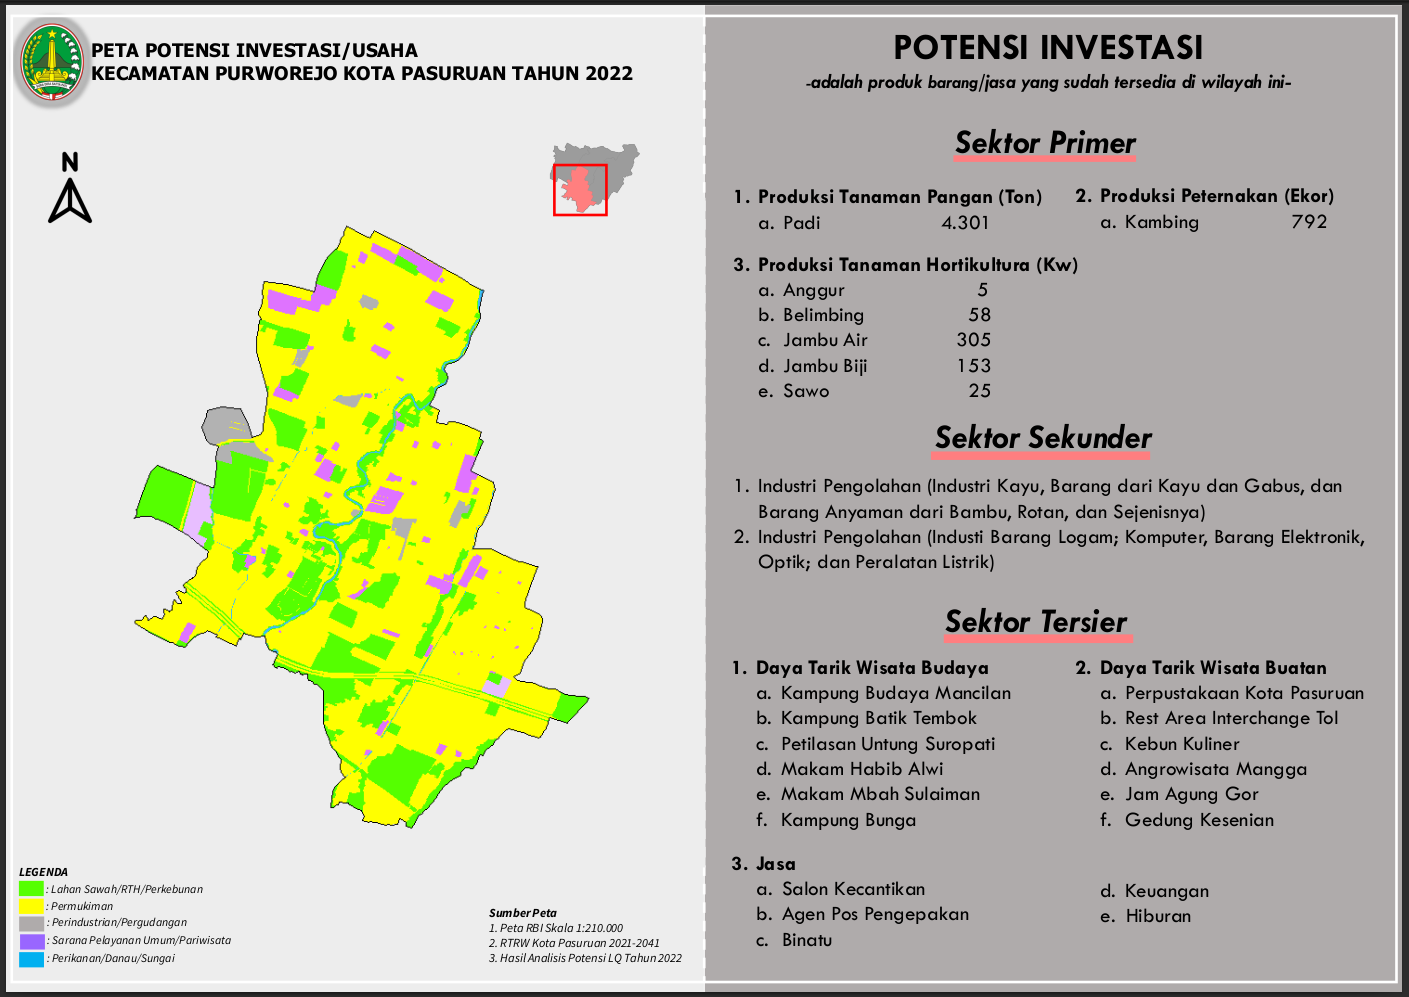 PETA POTENSI INVESTASI/USAHA
KECAMATAN PURWOREJO KOTA PASURUAN TAHUN 2022
N
LEGENDA
: Lahan Sawah/RTH/Perkebunan
: Permukiman
: Perindustrian/Pergudangan
: Sarana Pelayanan Umum/Pariwisata
: Perikanan/Danau/Sungai
Sumber Peta
1. Peta RBI Skala 1:210.000
2. RTRW Kota Pasuruan 2021-2041
3. Hasil Analisis Potensi LQ Tahun 2022
POTENSI INVESTASI
-adalah produk barang/jasa yang sudah tersedia di wilayah ini-
Sektor Primer
1. Produksi Tanaman Pangan (Ton)
a. Padi 4.301
2. Produksi Peternakan (Ekor)
a. Kambing 792
3. Produksi Tanaman Hortikultura (Kw)
a. Anggur 5
b. Belimbing 58
c. Jambu Air 305
d. Jambu Biji 153
e. Sawo 25
Sektor Sekunder
1. Industri Pengolahan (Industri Kayu, Barang dari Kayu dan Gabus, dan
Barang Anyaman dari Bambu, Rotan, dan Sejenisnya)
2. Industri Pengolahan (Industi Barang Logam; Komputer, Barang Elektronik,
Optik; dan Peralatan Listrik)
Sektor Tersier
1. Daya Tarik Wisata Budaya
a. Kampung Budaya Mancilan
b. Kampung Batik Tembok
c. Petilasan Untung Suropati
d. Makam Habib Alwi
e. Makam Mbah Sulaiman
f. Kampung Bunga
2. Daya Tarik Wisata Buatan
a. Perpustakaan Kota Pasuruan
b. Rest Area Interchange Tol
c. Kebun Kuliner
d. Angrowisata Mangga
e. Jam Agung Gor
f. Gedung Kesenian
3. Jasa
a. Salon Kecantikan
b. Agen Pos Pengepakan
c. Binatu
d. Keuangan
e. Hiburan